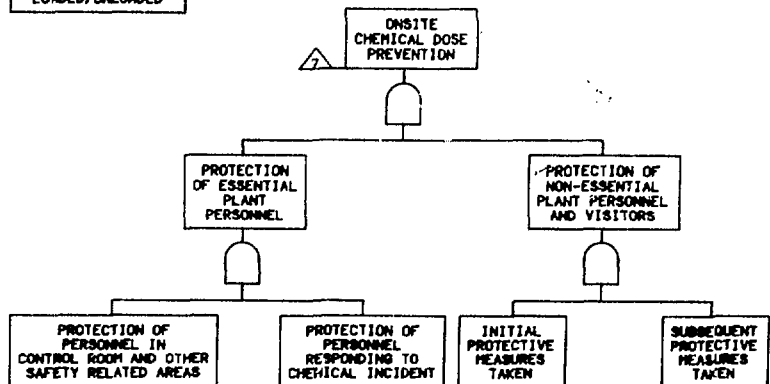 ONSITE
CHEMICAL DOSE
PREVENTION
7
PROTECTION
OF ESSENTIAL
PLANT
PERSONNEL
PROTECTION OF
NON-ESSENTIAL
PLANT PERSONNEL
AND VISITORS
PROTECTION OF
PERSONNEL IN
CONTROL ROOM AND OTHER
SAFETY RELATED AREAS
PROTECTION OF
PERSONNEL
RESPONDING TO
CHEMICAL INCIDENT
INITIAL
PROTECTIVE
MEASURES
TAKEN
SUBSEQUENT
PROTECTIVE
MEASURES
TAKEN